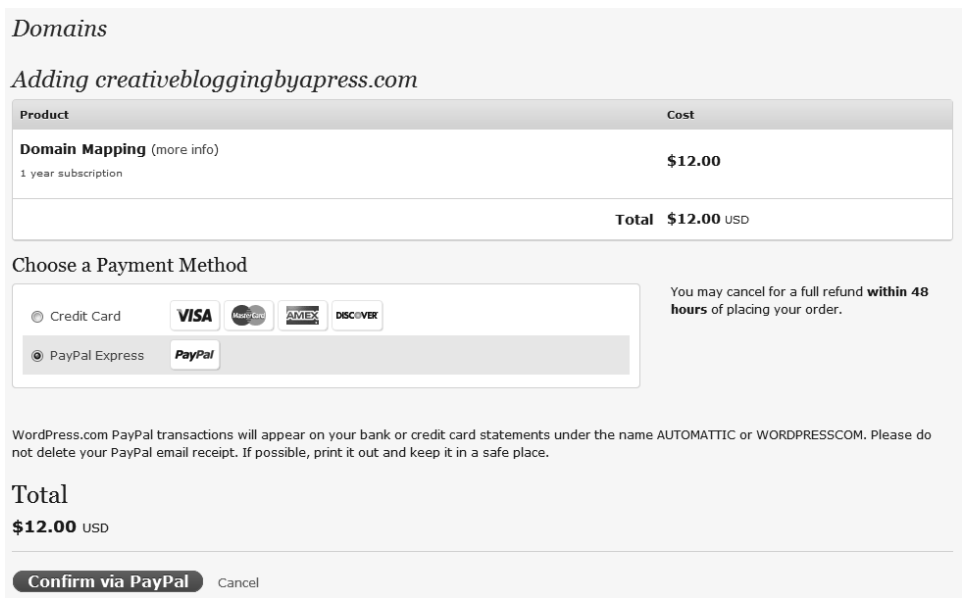 Domains
Adding creativebloggingbyapress.com
Product Cost
Domain Mapping (more info) $12.00
1 year subscription
Total $12.00 USD
Choose a Payment Method
You may cancel for a full refund within 48
hours of placing your order.
Credit Card VISA MasterCard AMEX DISCOVER
PayPal Express PayPal
WordPress.com PayPal transactions will appear on your bank or credit card statements under the name AUTOMATTIC or WORDPRESSCOM. Please do
not delete your PayPal email receipt. If possible, print it out and keep it in a safe place.
Total
$12.00 USD
Confirm via PayPal Cancel